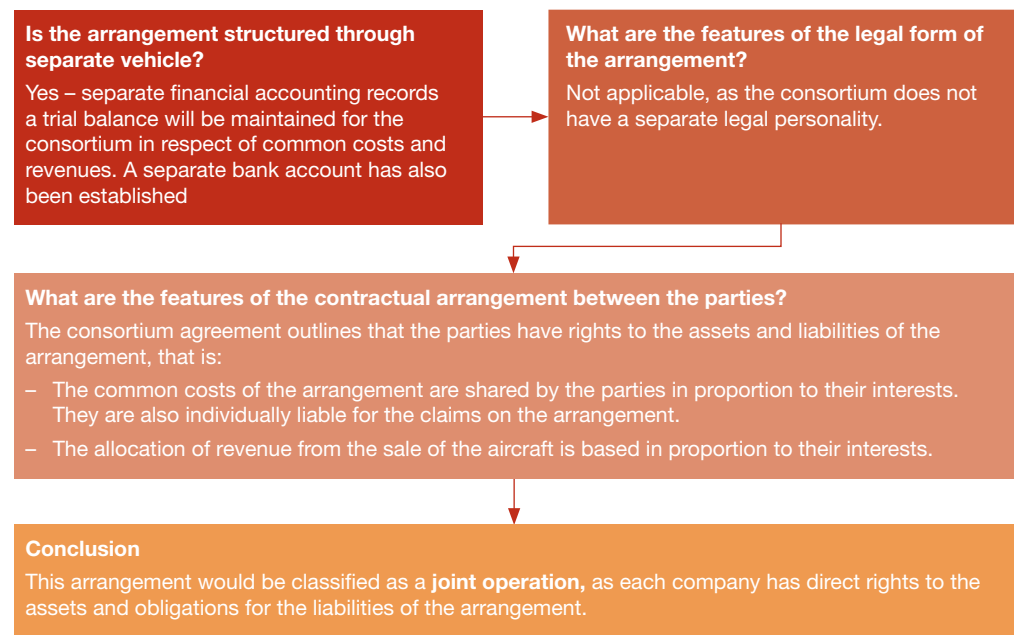 Is the arrangement structured through
separate vehicle?
Yes – separate financial accounting records
a trial balance will be maintained for the
consortium in respect of common costs and
revenues. A separate bank account has also
been established
What are the features of the legal form of
the arrangement?
Not applicable, as the consortium does not
have a separate legal personality.
What are the features of the contractual arrangement between the parties?
The consortium agreement outlines that the parties have rights to the assets and liabilities of the
arrangement, that is:
– The common costs of the arrangement are shared by the parties in proportion to their interests.
They are also individually liable for the claims on the arrangement.
– The allocation of revenue from the sale of the aircraft is based in proportion to their interests.
Conclusion
This arrangement would be classified as a joint operation, as each company has direct rights to the
assets and obligations for the liabilities of the arrangement.